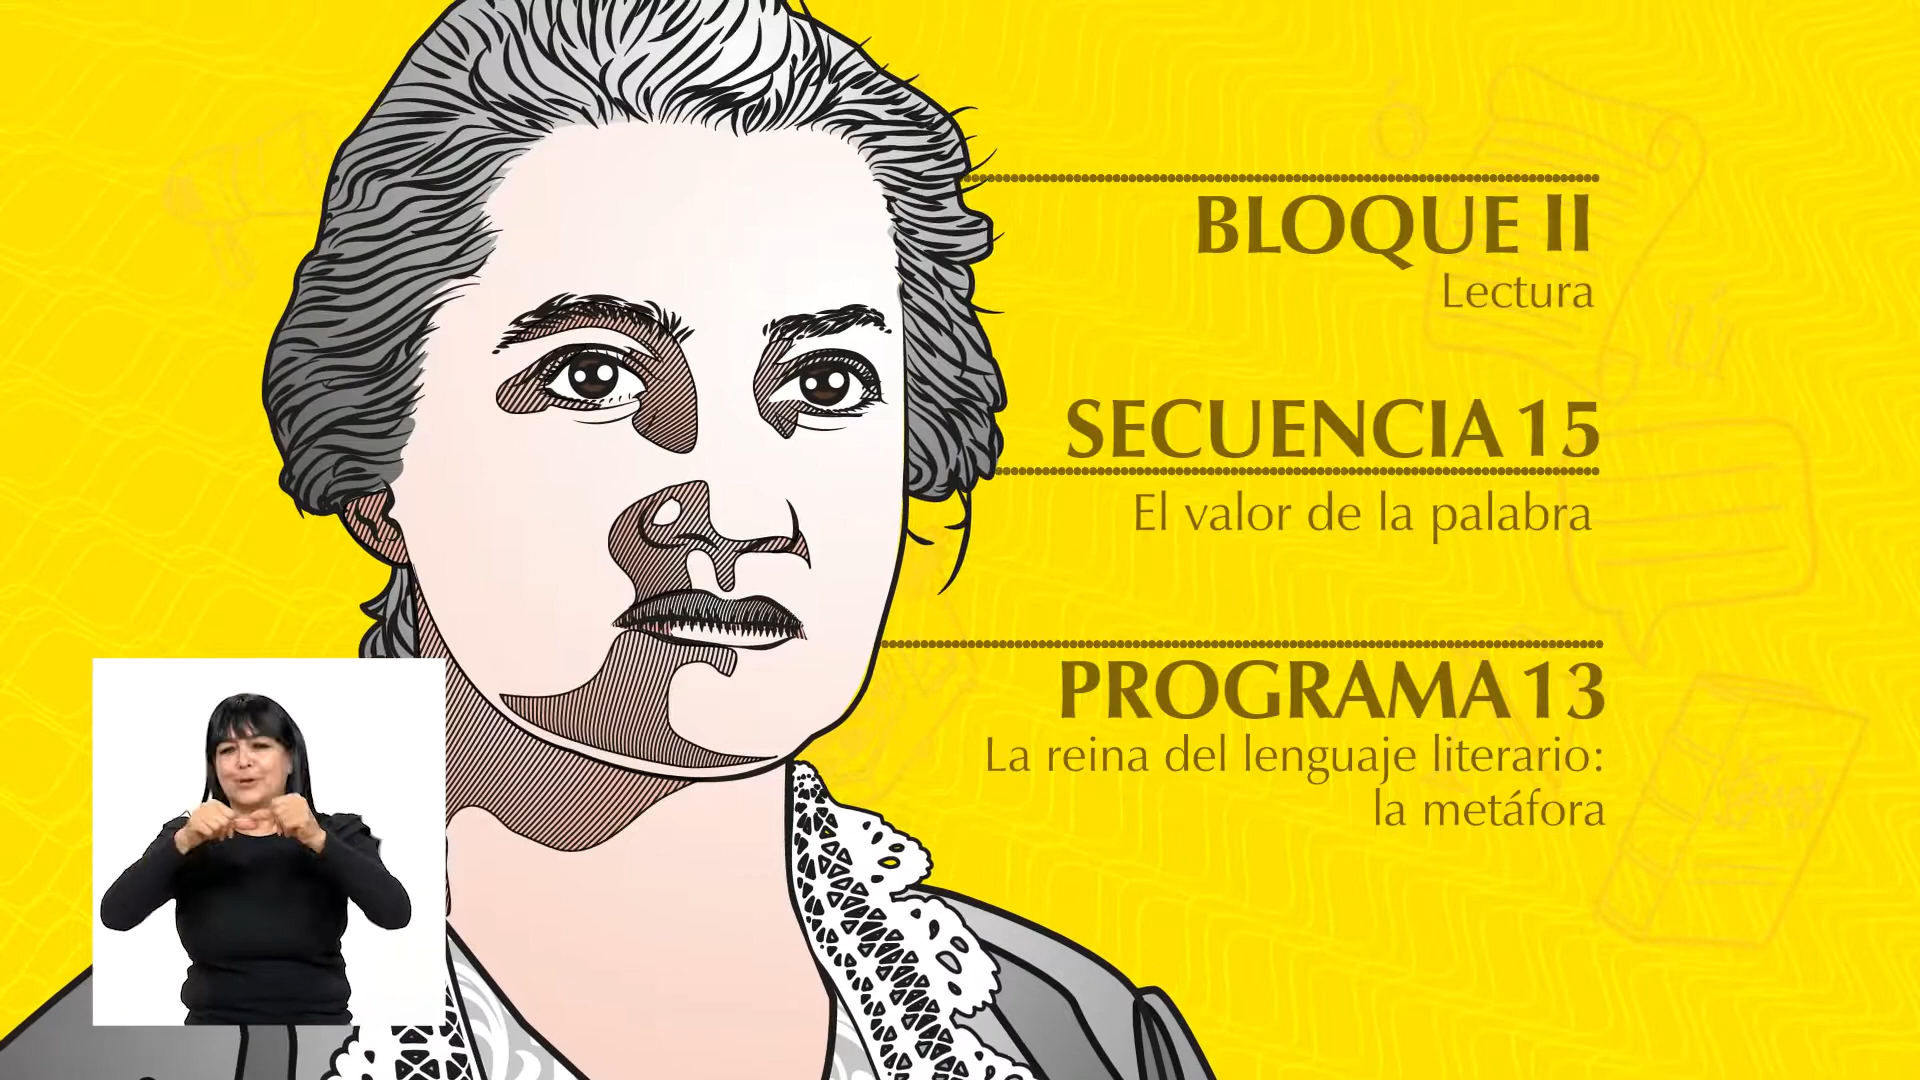 BLOQUE II
Lectura
SECUENCIA 15
El valor de la palabra
PROGRAMA 13
La reina del lenguaje literario:
la metáfora